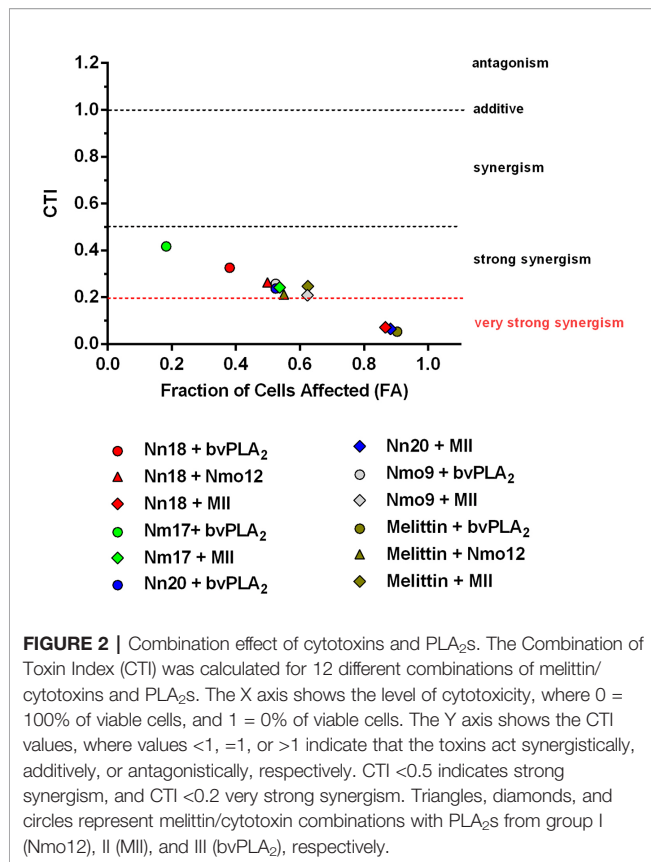 1.2
1.0
0.8
0.6
0.4
0.2
0.0
CTI
0.0 0.2 0.4 0.6 0.8 1.0
Fraction of Cells Affected (FA)
antagonism
additive
synergism
strong synergism
very strong synergism
Nn18 + bvPLA₂
Nn18 + Nmo12
Nn18 + MII
Nm17+ bvPLA₂
Nm17 + MII
Nn20 + bvPLA₂
Nn20 + MII
Nmo9 + bvPLA₂
Nmo9 + MII
Melittin + bvPLA₂
Melittin + Nmo12
Melittin + MII
FIGURE 2 | Combination effect of cytotoxins and PLA₂s. The Combination of
Toxin Index (CTI) was calculated for 12 different combinations of melittin/
cytotoxins and PLA₂s. The X axis shows the level of cytotoxicity, where 0 =
100% of viable cells, and 1 = 0% of viable cells. The Y axis shows the CTI
values, where values <1, =1, or >1 indicate that the toxins act synergistically,
additively, or antagonistically, respectively. CTI <0.5 indicates strong
synergism, and CTI <0.2 very strong synergism. Triangles, diamonds, and
circles represent melittin/cytotoxin combinations with PLA₂s from group I
(Nmo12), II (MII), and III (bvPLA₂), respectively.